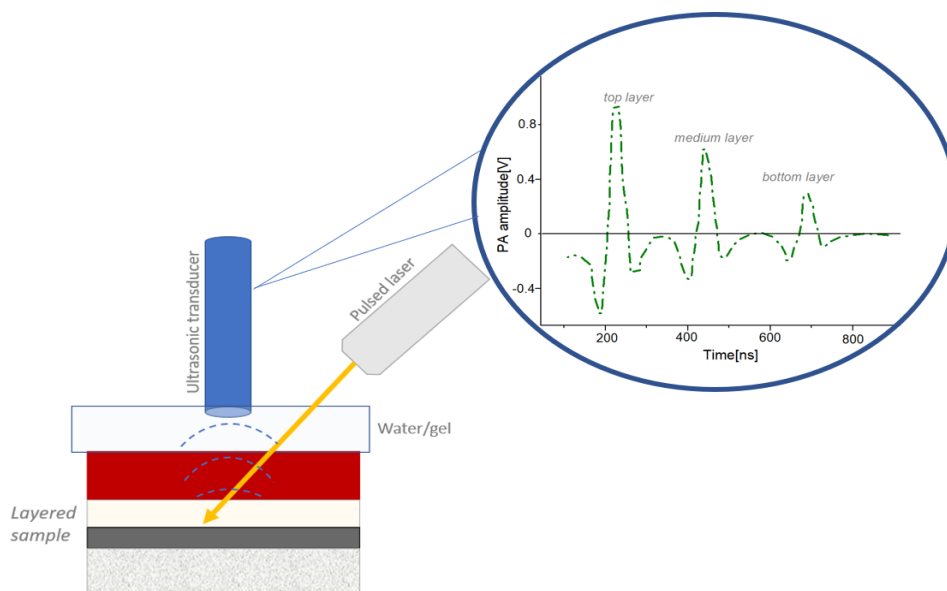 Ultrasonic transducer
Pulsed laser
Water/gel
Layered
sample
top layer
medium layer
bottom layer
PA amplitude[V]
0.8
0.4
0
-0.4
200
400
600
800
Time[ns]